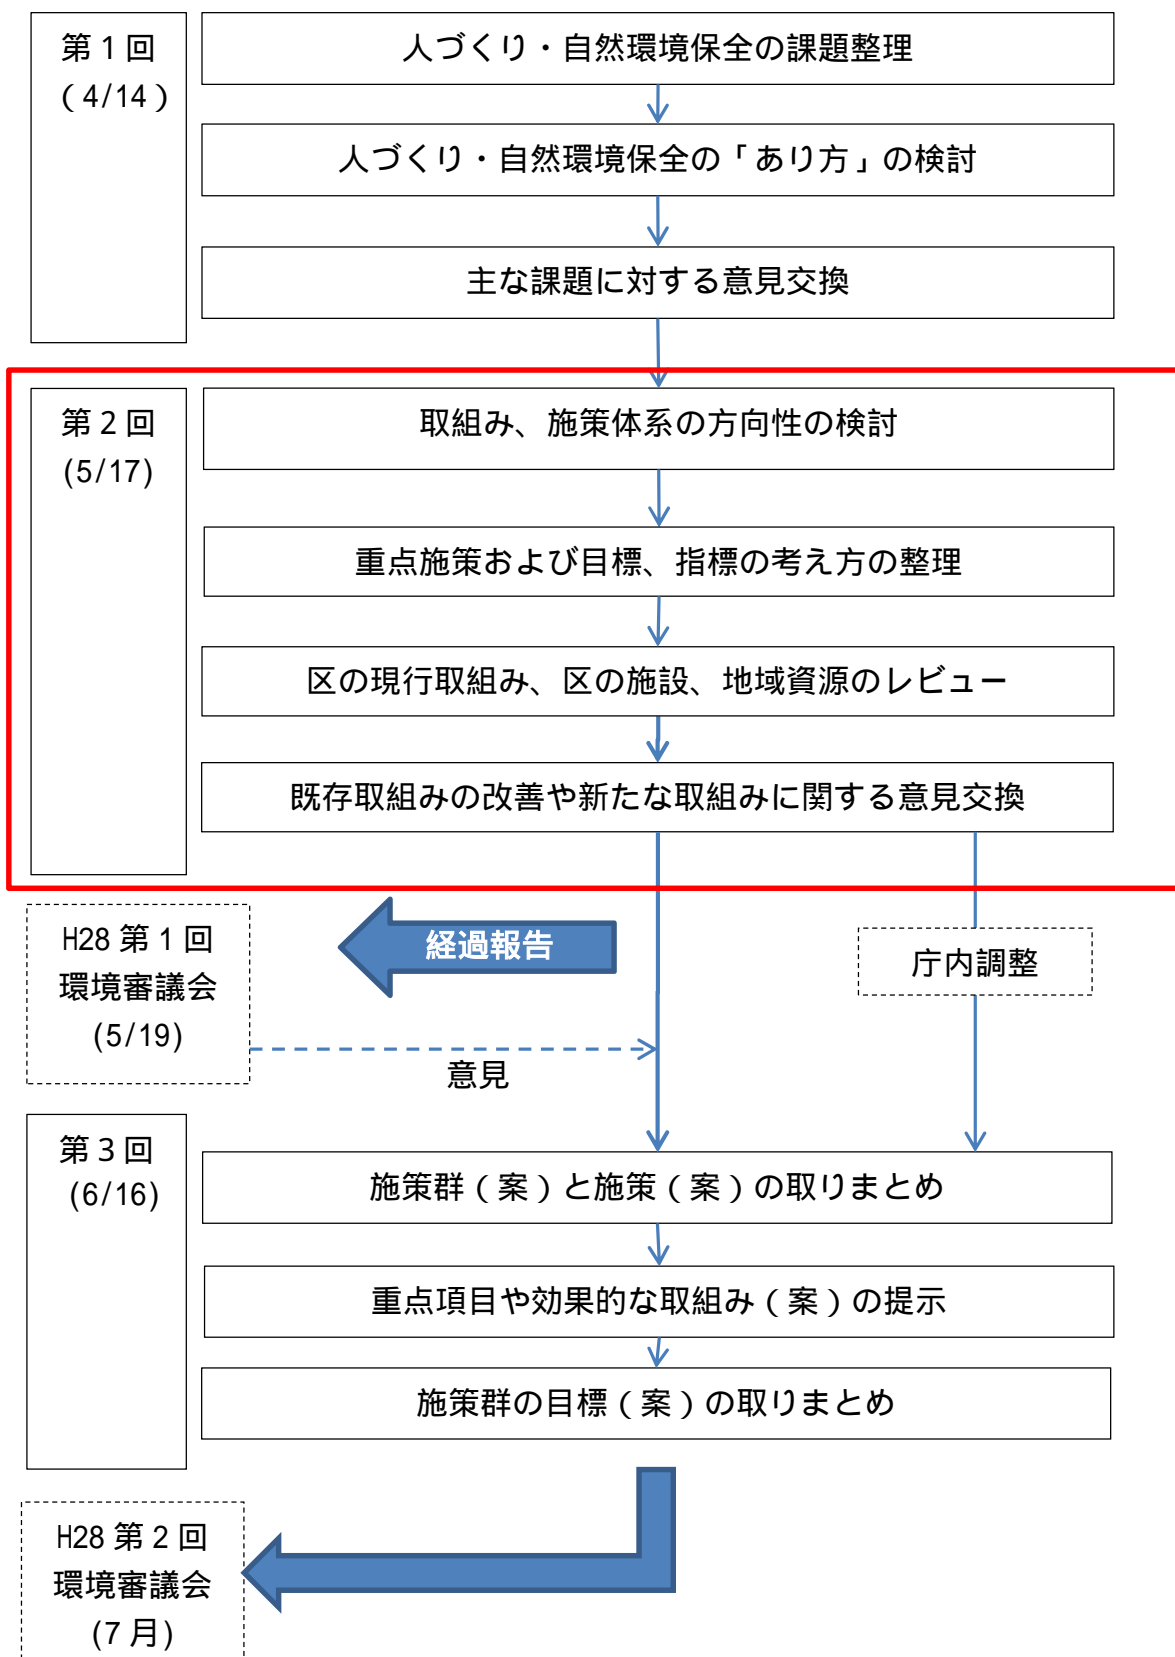 第1回
(4/14)
人づくり・自然環境保全の課題整理
人づくり・自然環境保全の「あり方」の検討
主な課題に対する意見交換
第2回
(5/17)
取組み、施策体系の方向性の検討
重点施策および目標、指標の考え方の整理
区の現行取組み、区の施設、地域資源のレビュー
既存取組みの改善や新たな取組みに関する意見交換
H28 第1回
環境審議会
(5/19)
経過報告
庁内調整
意見
第3回
(6/16)
施策群(案)と施策(案)の取りまとめ
重点項目や効果的な取組み(案)の提示
施策群の目標(案)の取りまとめ
H28 第2回
環境審議会
(7月)